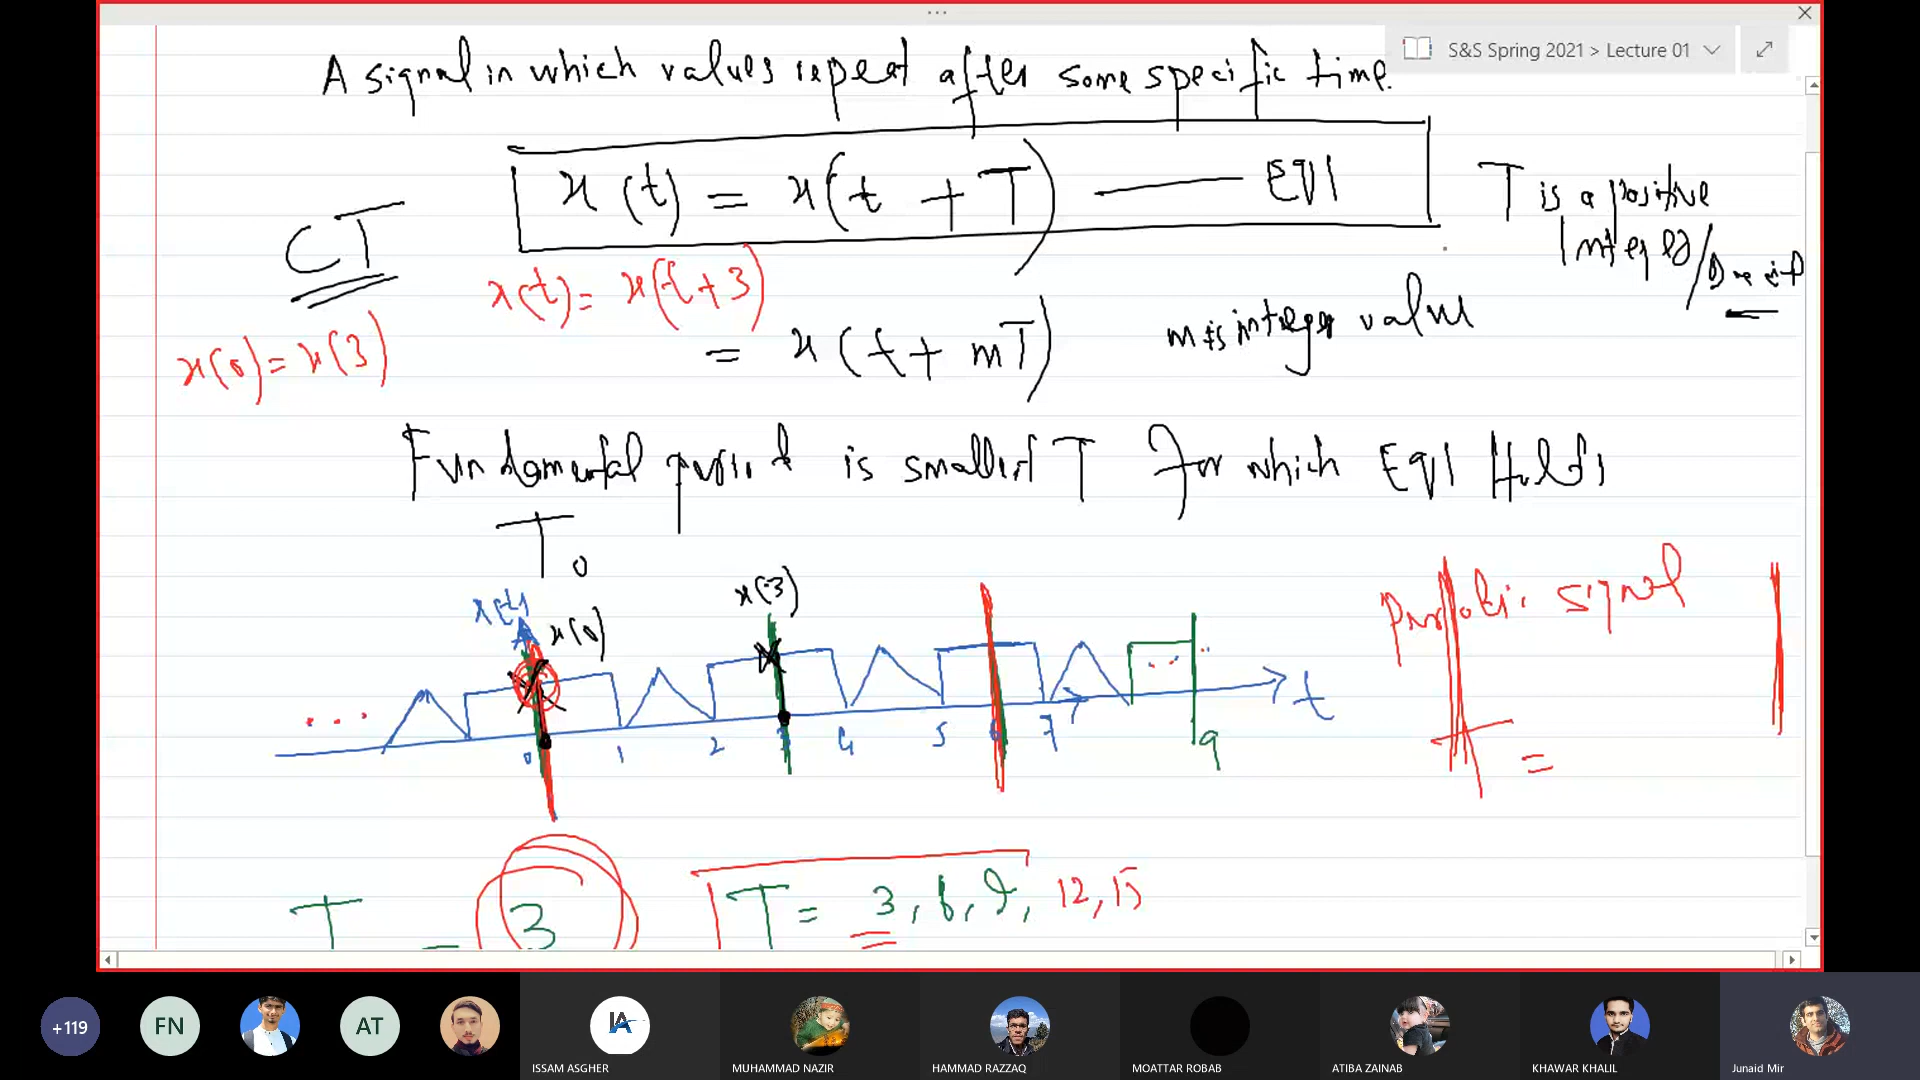 S&S Spring 2021 > Lecture 01
A signal in which values repeat after some specific time.
x(t) = x(t + T) — Eq1
T is a positive
Integer/
CT
x(t) = x(t+3)
x(0) = x(3)
= x(t + mT)
m is integer value
Fundamental period is smallest T for which Eq1 Holds
T0
x(t)
x(0)
x(3)
Periodic signal
...
...
t
0 1 2 3 4 5 6 7 9
T =
T = 3
T = 3, 6, 9, 12, 15
+119
FN
AT
IA
ISSAM ASGHER
MUHAMMAD NAZIR
HAMMAD RAZZAQ
MOATTAR ROBAB
ATIBA ZAINAB
KHAWAR KHALIL
Junaid Mir